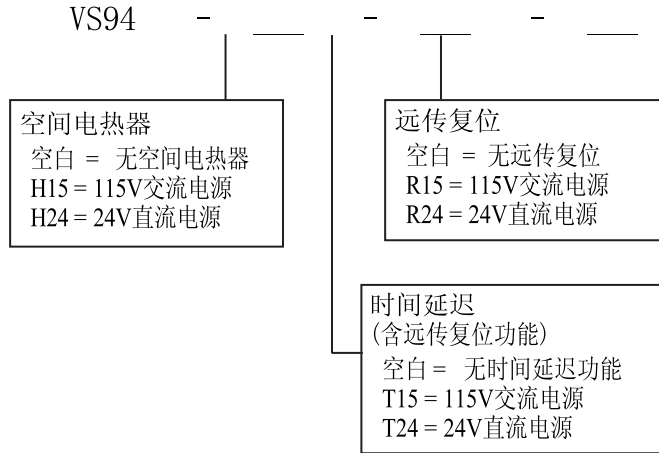 VS94 - ___ - ___ - ___
空间电热器
空白 = 无空间电热器
H15 = 115V交流电源
H24 = 24V直流电源
远传复位
空白 = 无远传复位
R15 = 115V交流电源
R24 = 24V直流电源
时间延迟
(含远传复位功能)
空白 = 无时间延迟功能
T15 = 115V交流电源
T24 = 24V直流电源